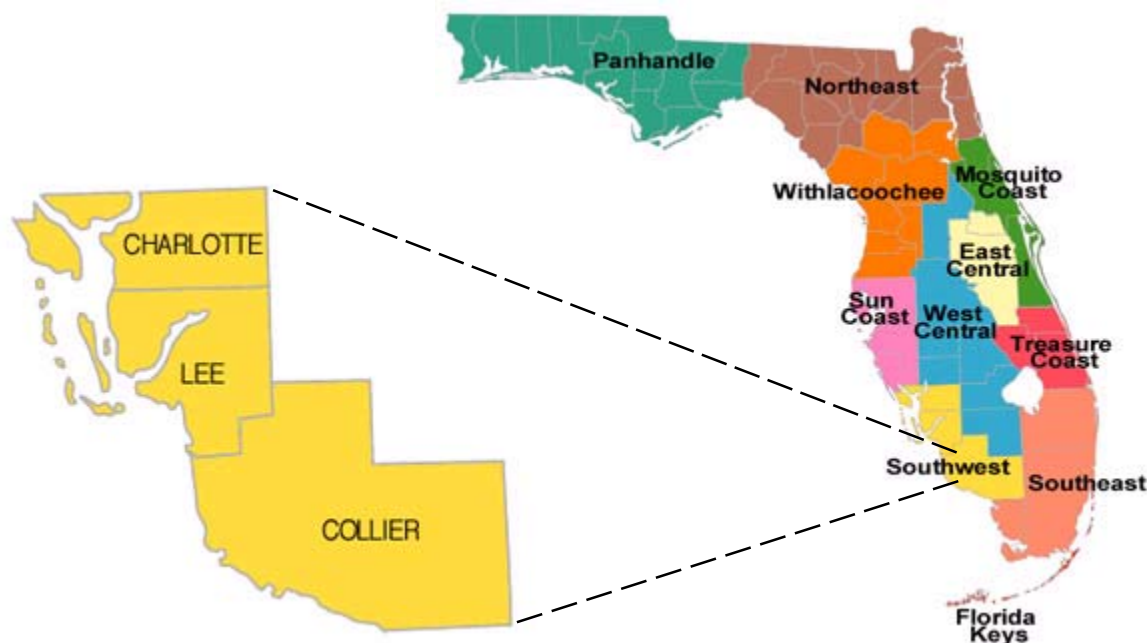 Panhandle
Northeast
Mosquito
Coast
Withlacoochee
East
Central
Sun
Coast
West
Central
Treasure
Coast
Southwest
Southeast
Florida
Keys
CHARLOTTE
LEE
COLLIER